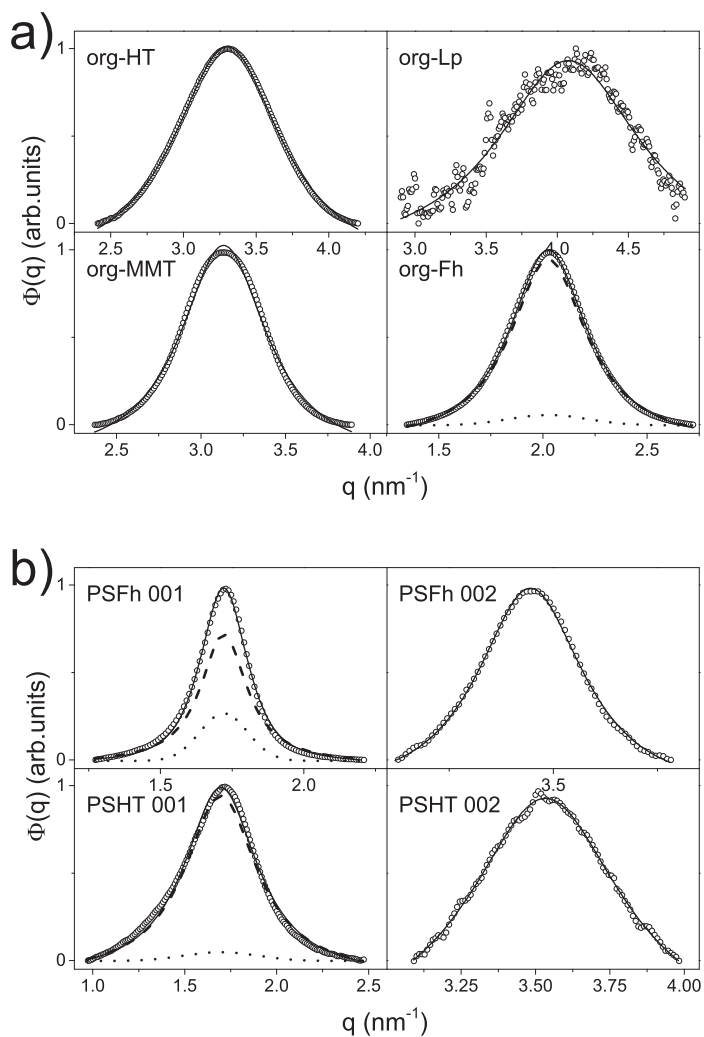 a)
org-HT
org-Lp
1
0
2.5 3.0 3.5 4.0
3.0 3.5 4.0 4.5
org-MMT
org-Fh
1
0
2.5 3.0 3.5 4.0
1.5 2.0 2.5
Φ(q) (arb.units)
q (nm-1)
b)
PSFh 001
PSFh 002
1
0
1.5 2.0
3.5
PSHT 001
PSHT 002
1
0
1.0 1.5 2.0 2.5
3.25 3.50 3.75 4.00
Φ(q) (arb.units)
q (nm-1)